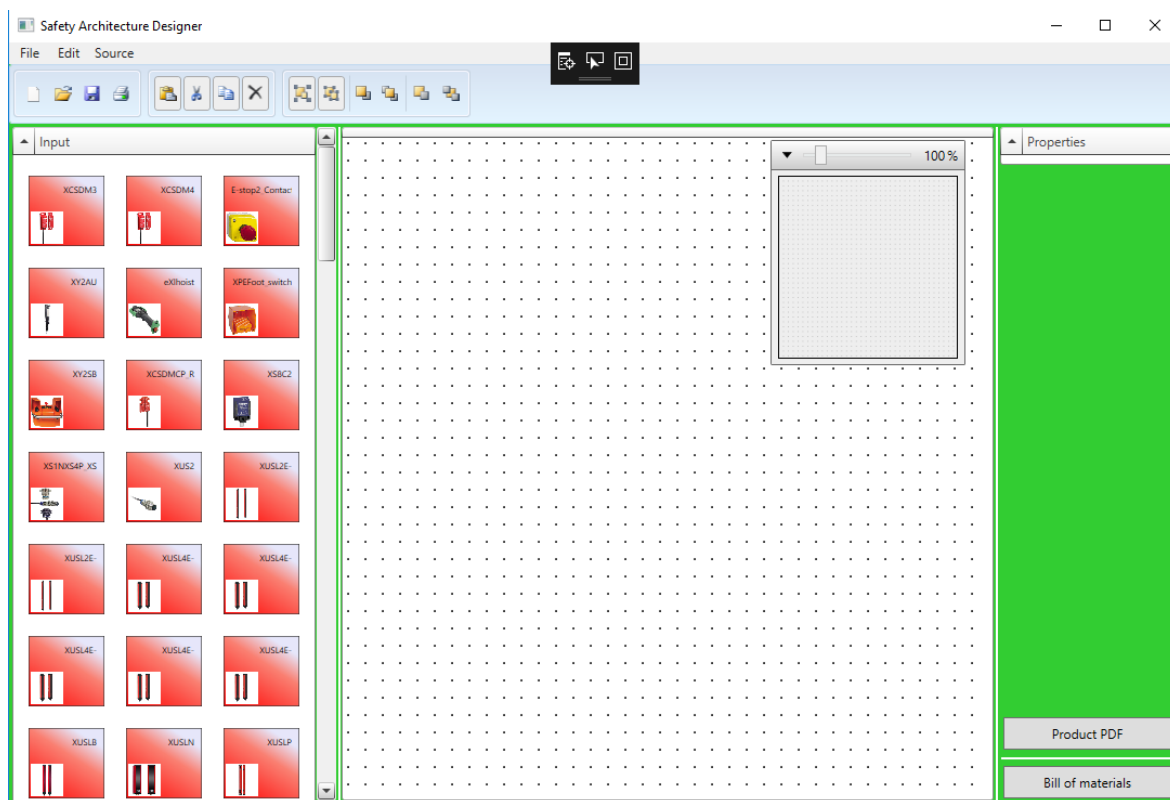 Safety Architecture Designer
File Edit Source
Input
XCSDM3 XCSDM4 E-stop2_Contac
XY2AU eXlhoist XPEFoot_switch
XY2SB XCSDMCP_R XS8C2
XS1NXS4P_XS XUS2 XUSL2E-
XUSL2E- XUSL4E- XUSL4E-
XUSL4E- XUSL4E- XUSL4E-
XUSLB XUSLN XUSLP
100 %
Properties
Product PDF
Bill of materials